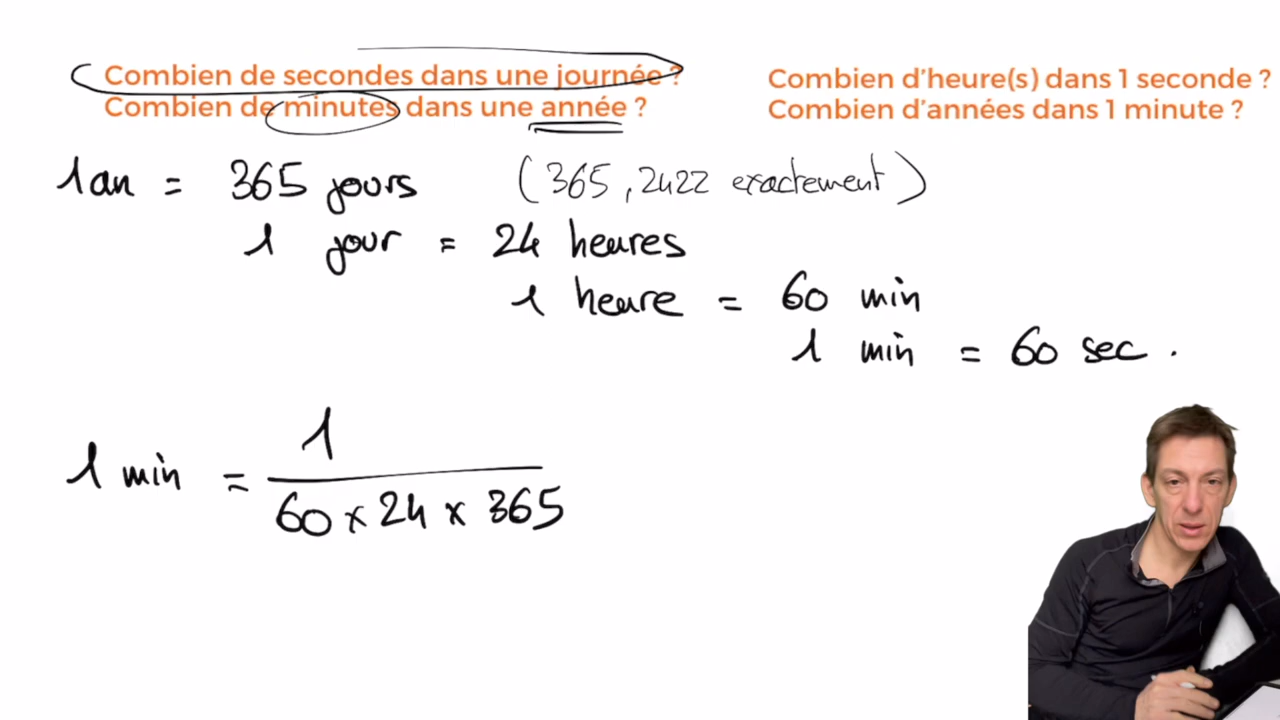 Combien de secondes dans une journée ?
Combien de minutes dans une année ?
Combien d'heure(s) dans 1 seconde ?
Combien d'années dans 1 minute ?
1 an = 365 jours (365,2422 exactement)
1 jour = 24 heures
1 heure = 60 min
1 min = 60 sec.
1
1 min =
60 x 24 x 365